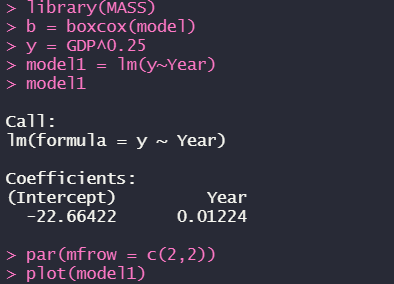 > library(MASS)
> b = boxcox(model)
> y = GDP^0.25
> model1 = lm(y~Year)
> model1
Call:
lm(formula = y ~ Year)
Coefficients:
(Intercept)         Year
  -22.66422      0.01224
> par(mfrow = c(2,2))
> plot(model1)